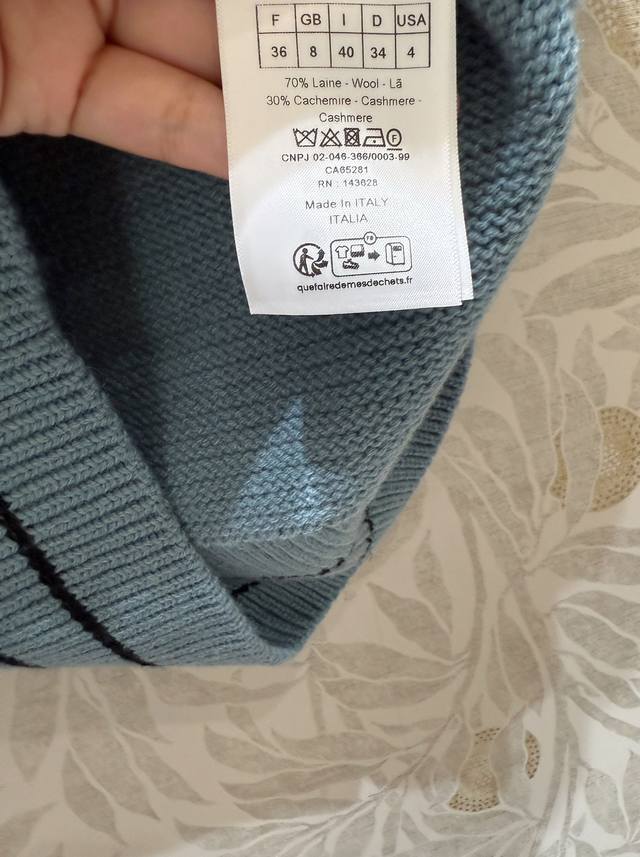 F GB I D USA
36 8 40 34 4
70% Laine - Wool - Lã
30% Cachemire - Cashmere -
Cashmere
F
CNPJ 02-046-366/0003-99
CA65281
RN : 143628
Made In ITALY
ITALIA
quefairedemesdechets.fr